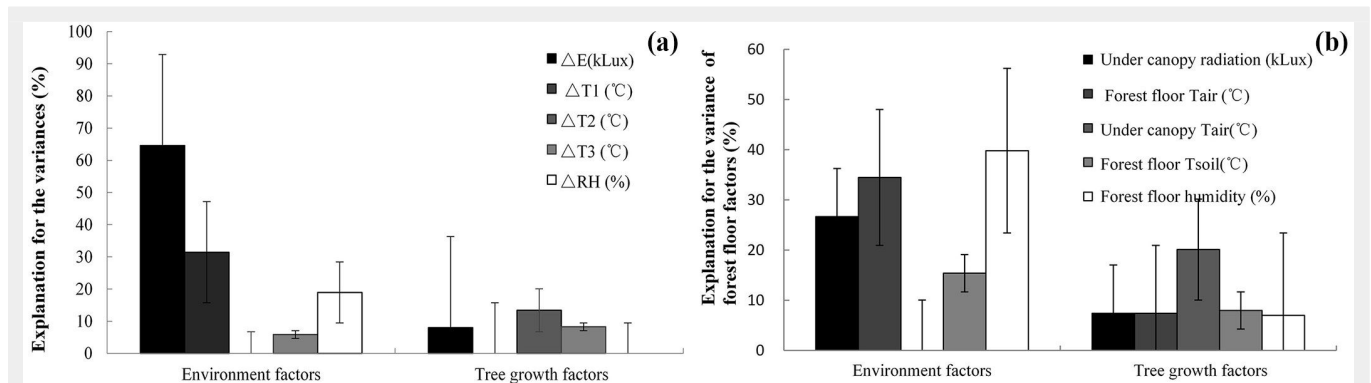 Explanation for the variances (%)
100
90
80
70
60
50
40
30
20
10
0
(a)
△E(kLux)
△T1 (℃)
△T2 (℃)
△T3 (℃)
△RH (%)
Environment factors
Tree growth factors
Explanation for the variance of
forest floor factors (%)
60
50
40
30
20
10
0
(b)
Under canopy radiation (kLux)
Forest floor Tair (℃)
Under canopy Tair(℃)
Forest floor Tsoil(℃)
Forest floor humidity (%)
Environment factors
Tree growth factors